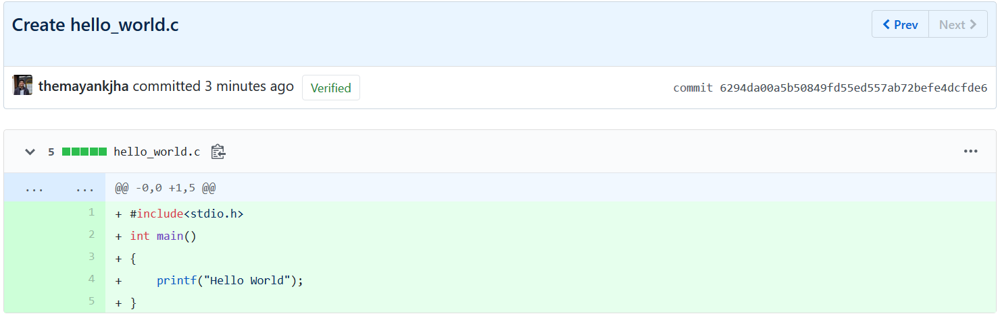 Create hello_world.c
Prev
Next
themayankjha committed 3 minutes ago Verified
commit 6294da00a5b50849fd55ed557ab72befe4dcfde6
5 hello_world.c
... ... @@ -0,0 +1,5 @@
1 + #include<stdio.h>
2 + int main()
3 + {
4 +     printf("Hello World");
5 + }